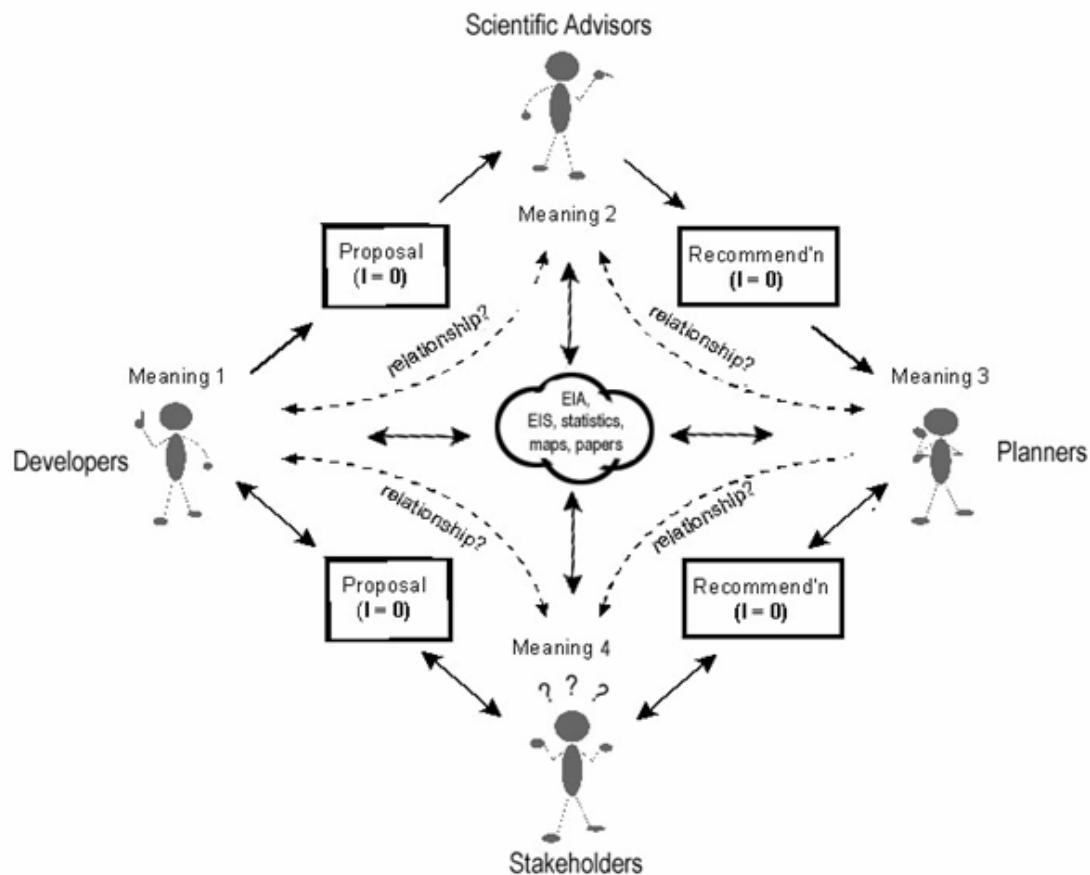 Scientific Advisors
Meaning 2
Proposal
(I = 0)
Recommend'n
(I = 0)
relationship?
relationship?
Meaning 1
Meaning 3
EIA,
EIS, statistics,
maps, papers
Developers
Planners
relationship?
relationship?
Proposal
(I = 0)
Recommend'n
(I = 0)
Meaning 4
? ? ?
Stakeholders